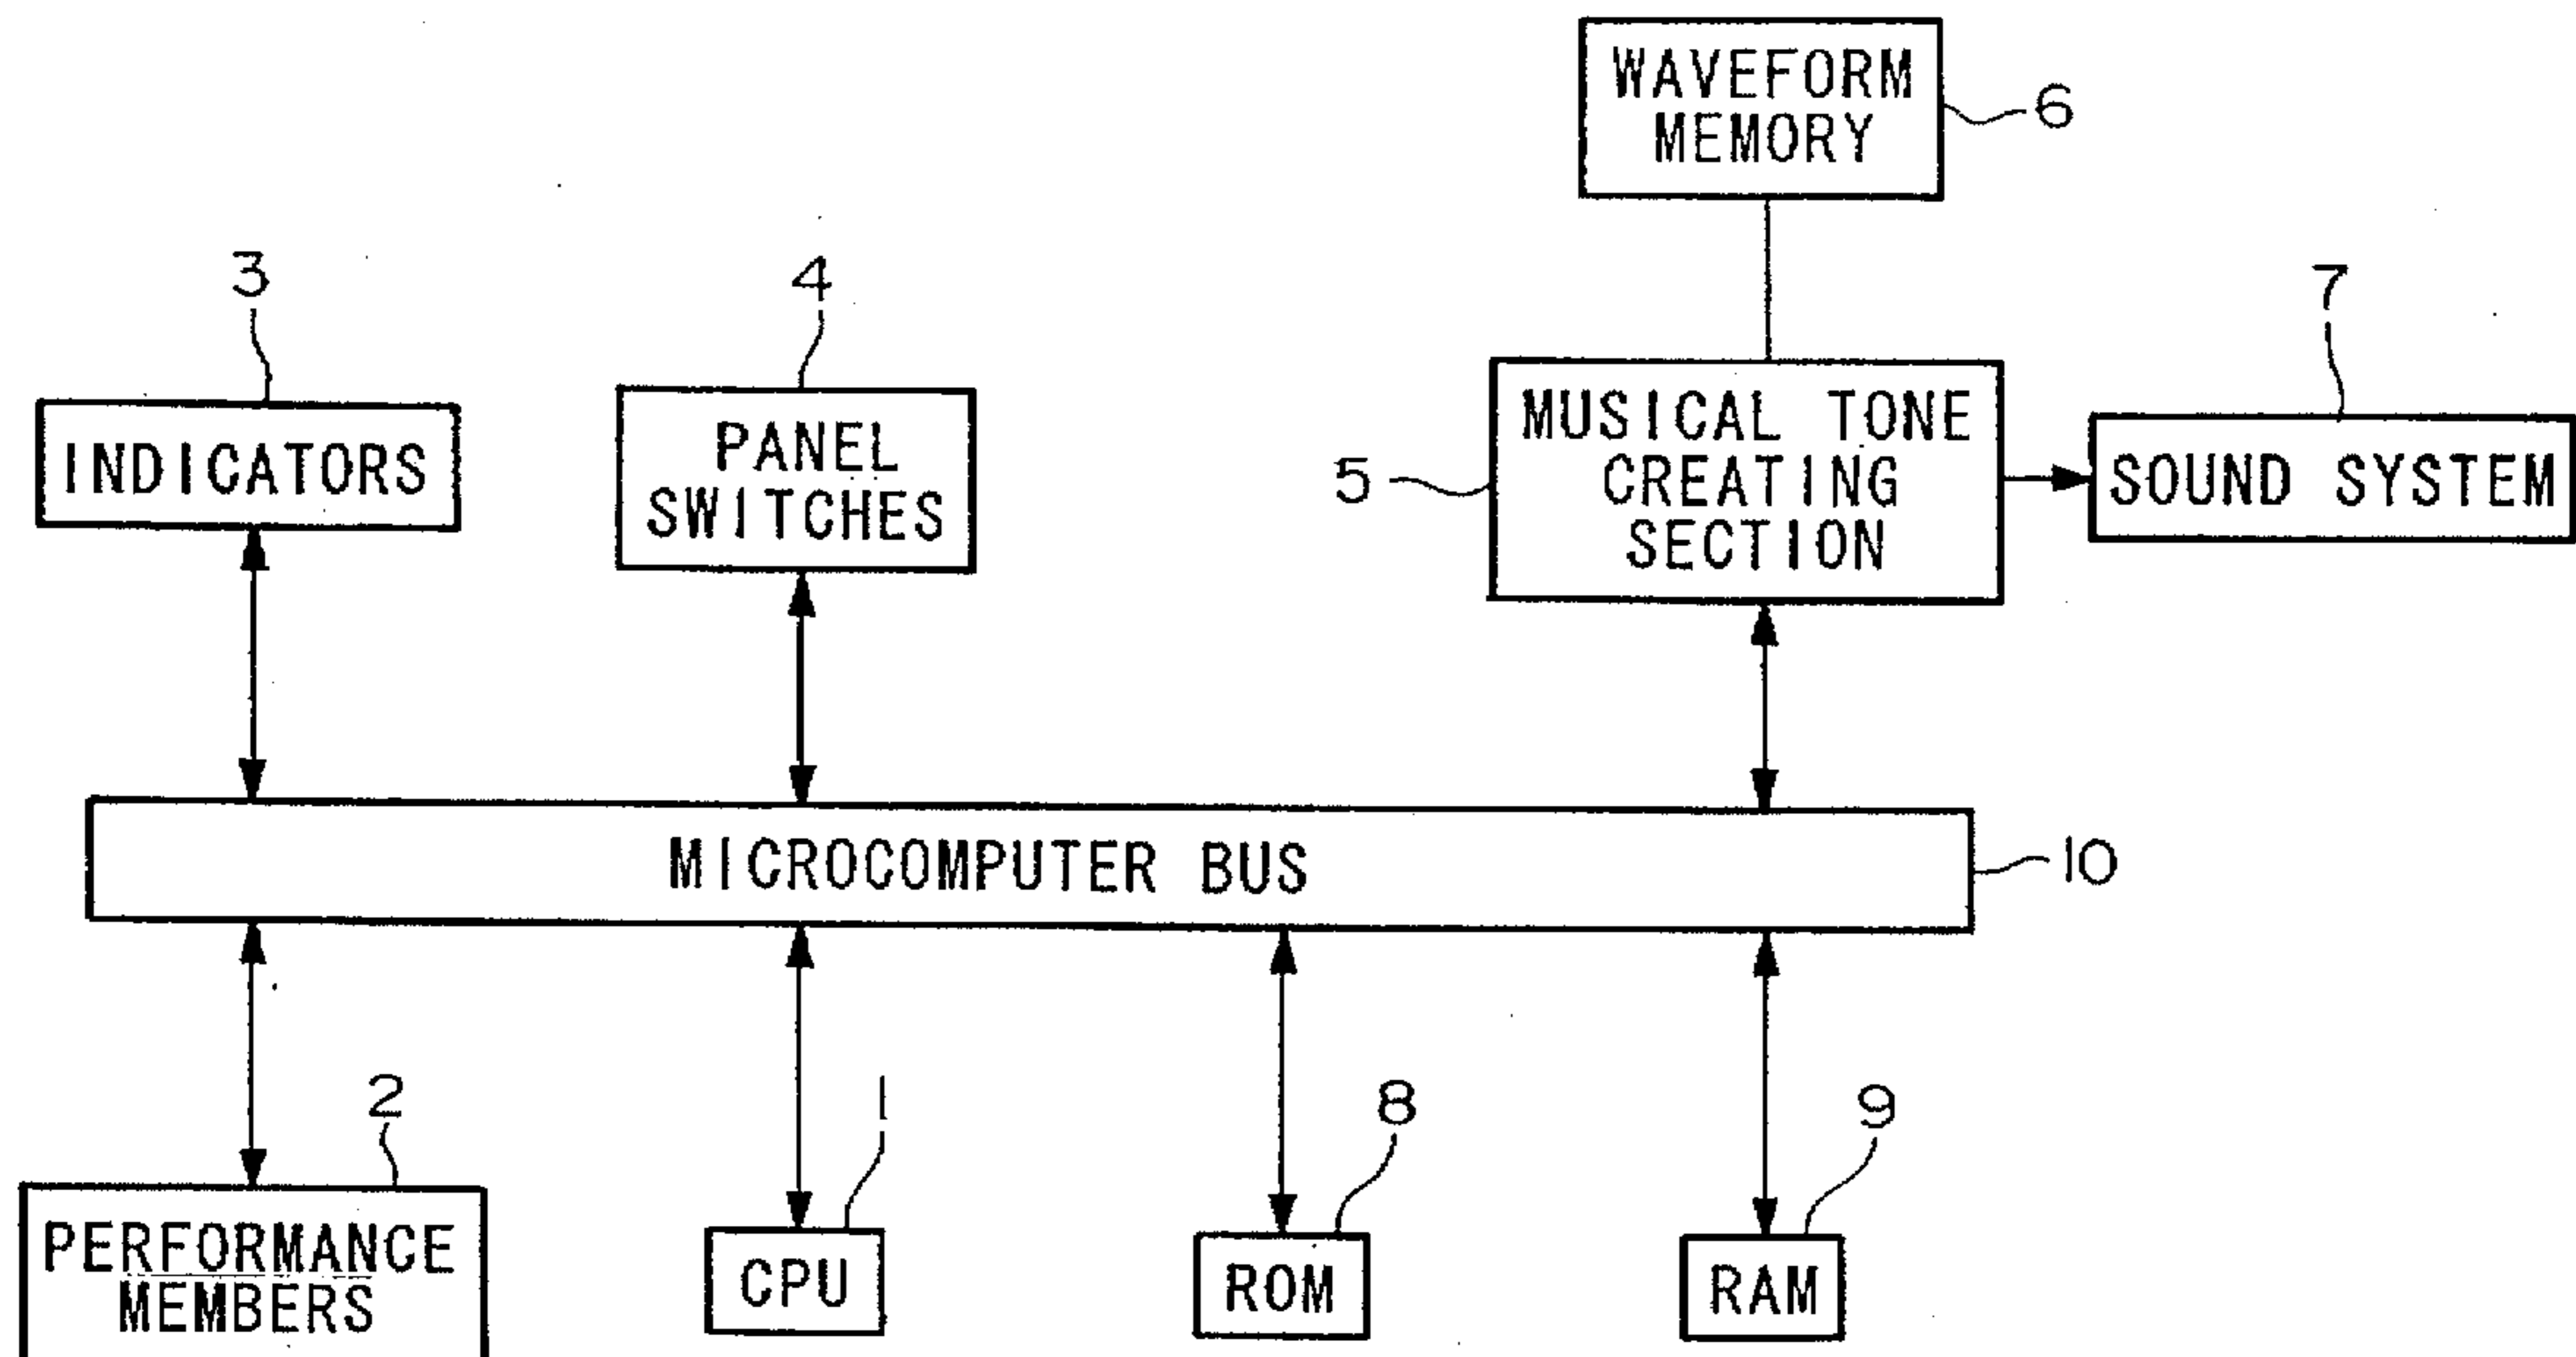 WAVEFORM
MEMORY
6
3
4
7
INDICATORS
PANEL
SWITCHES
5
MUSICAL TONE
CREATING
SECTION
SOUND SYSTEM
MICROCOMPUTER BUS
10
2
1
8
9
PERFORMANCE
MEMBERS
CPU
ROM
RAM